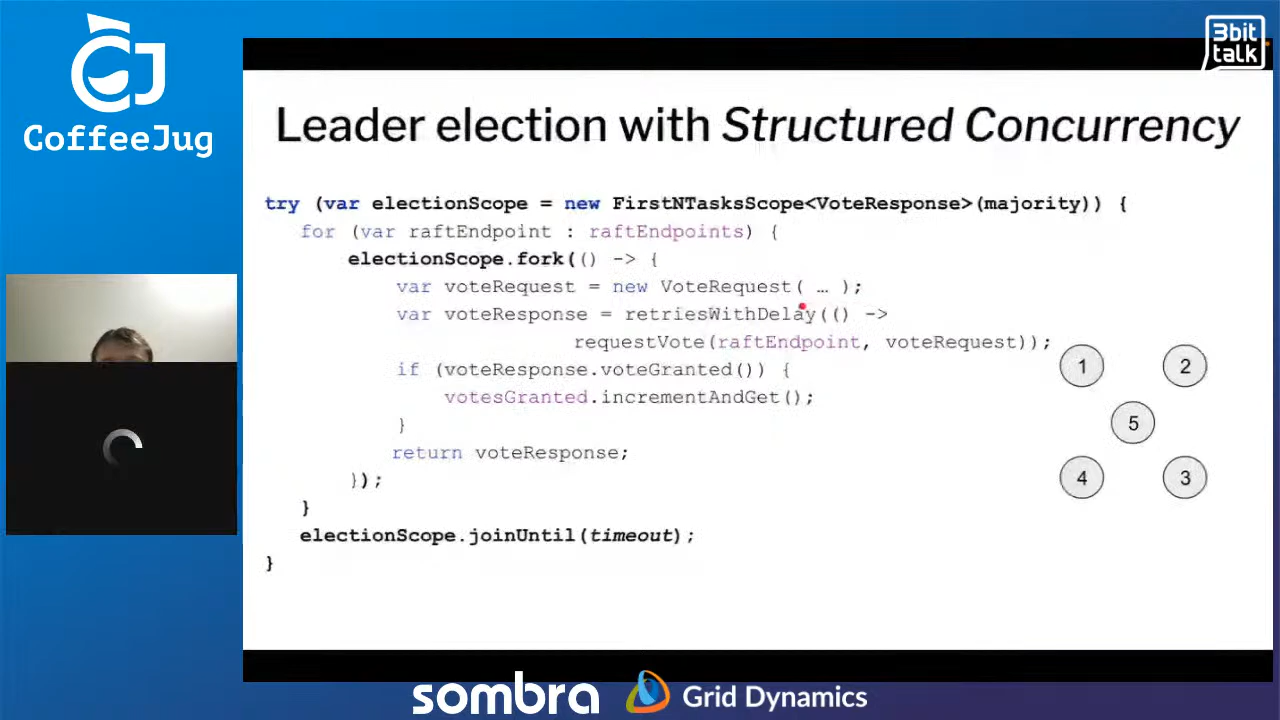 CJ
CoffeeJug
3bit
talk
Leader election with Structured Concurrency
try (var electionScope = new FirstNTasksScope<VoteResponse>(majority)) {
for (var raftEndpoint : raftEndpoints) {
electionScope.fork(() -> {
var voteRequest = new VoteRequest( … );
var voteResponse = retriesWithDelay(() ->
requestVote(raftEndpoint, voteRequest));
if (voteResponse.voteGranted()) {
votesGranted.incrementAndGet();
}
return voteResponse;
});
}
electionScope.joinUntil(timeout);
}
1
2
5
4
3
sombra
Grid Dynamics